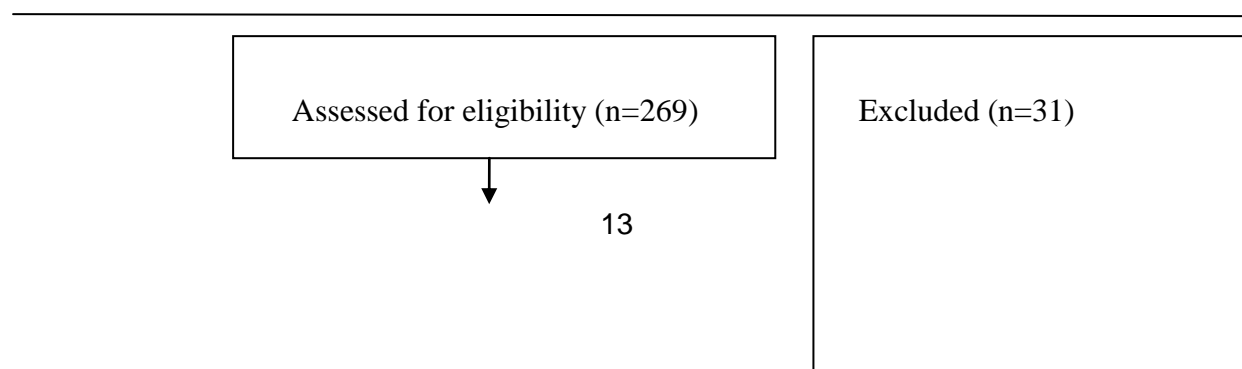 Assessed for eligibility (n=269)
Excluded (n=31)
13